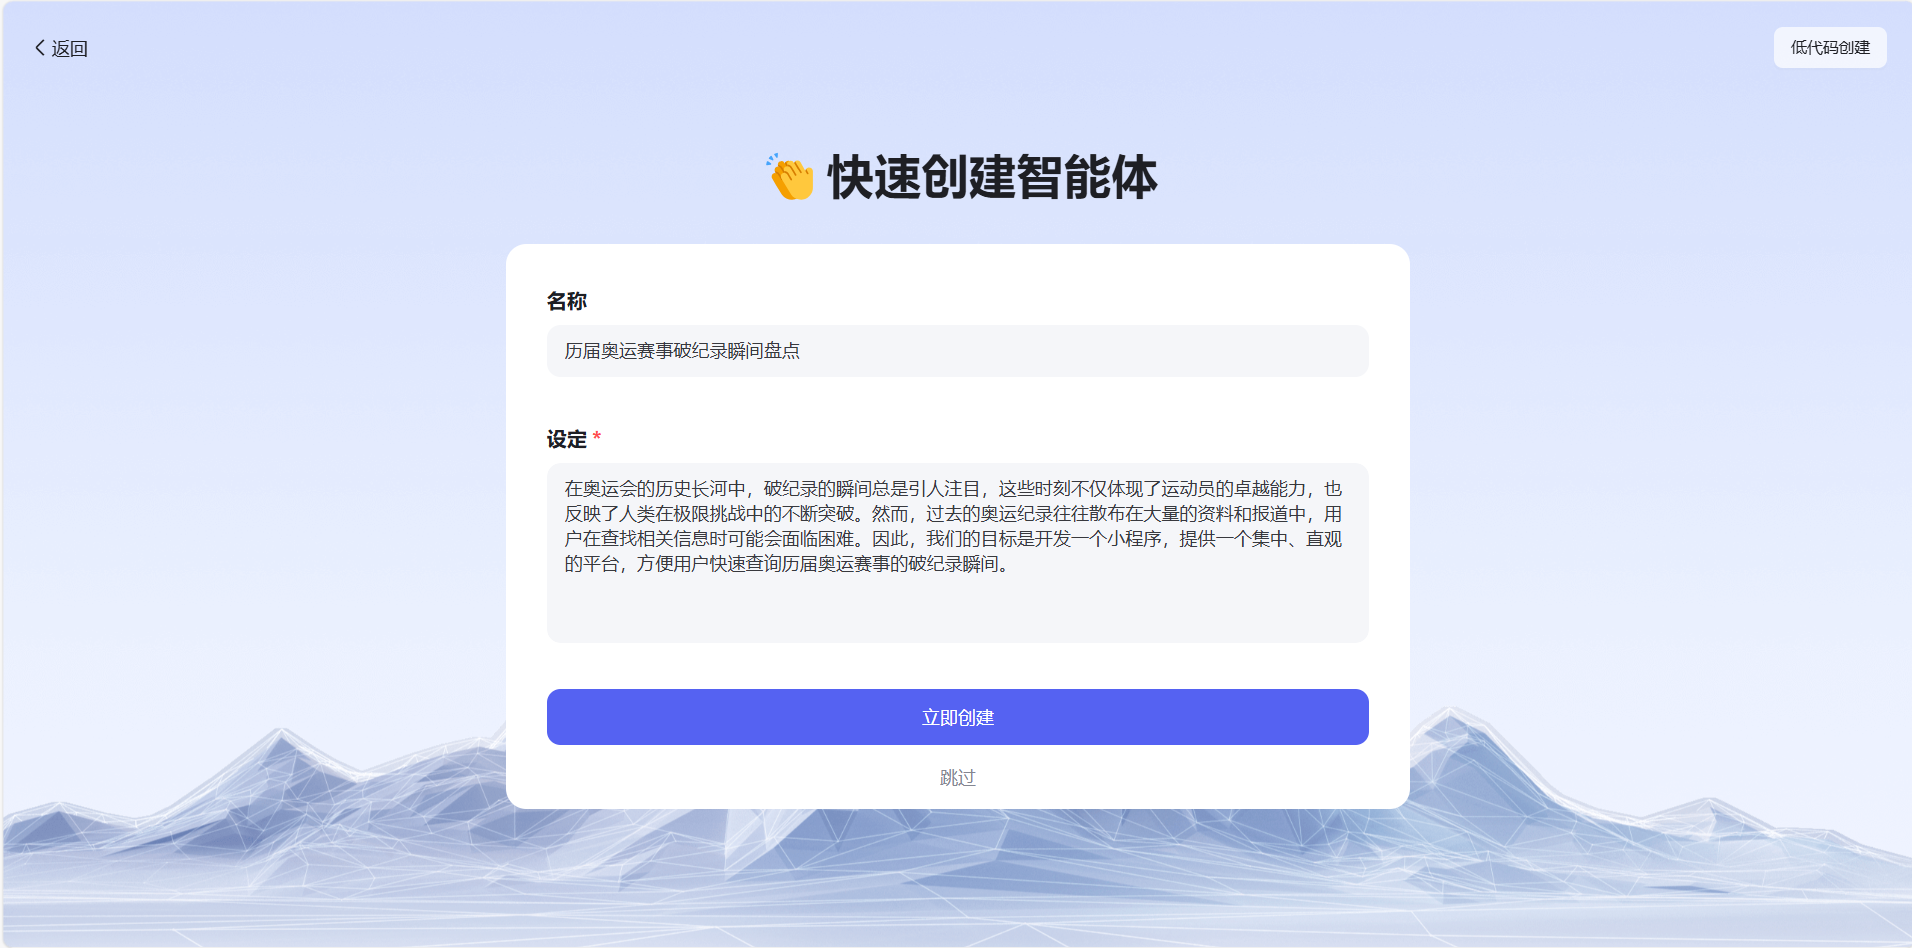 返回
低代码创建
快速创建智能体
名称
历届奥运赛事破纪录瞬间盘点
设定 *
在奥运会的历史长河中，破纪录的瞬间总是引人注目，这些时刻不仅体现了运动员的卓越能力，也
反映了人类在极限挑战中的不断突破。然而，过去的奥运纪录往往散布在大量的资料和报道中，用
户在查找相关信息时可能会面临困难。因此，我们的目标是开发一个小程序，提供一个集中、直观
的平台，方便用户快速查询历届奥运赛事的破纪录瞬间。
立即创建
跳过